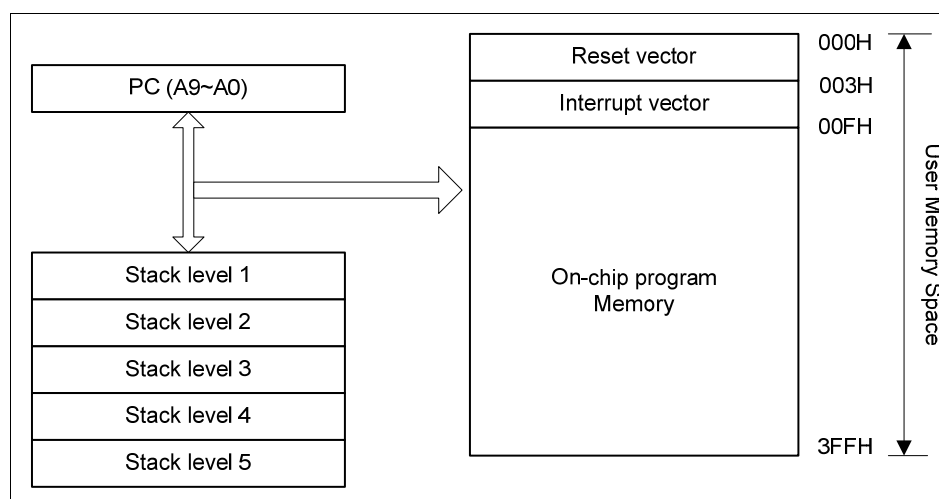 PC (A9~A0)
Stack level 1
Stack level 2
Stack level 3
Stack level 4
Stack level 5
Reset vector
Interrupt vector
On-chip program
Memory
000H
003H
00FH
3FFH
User Memory Space